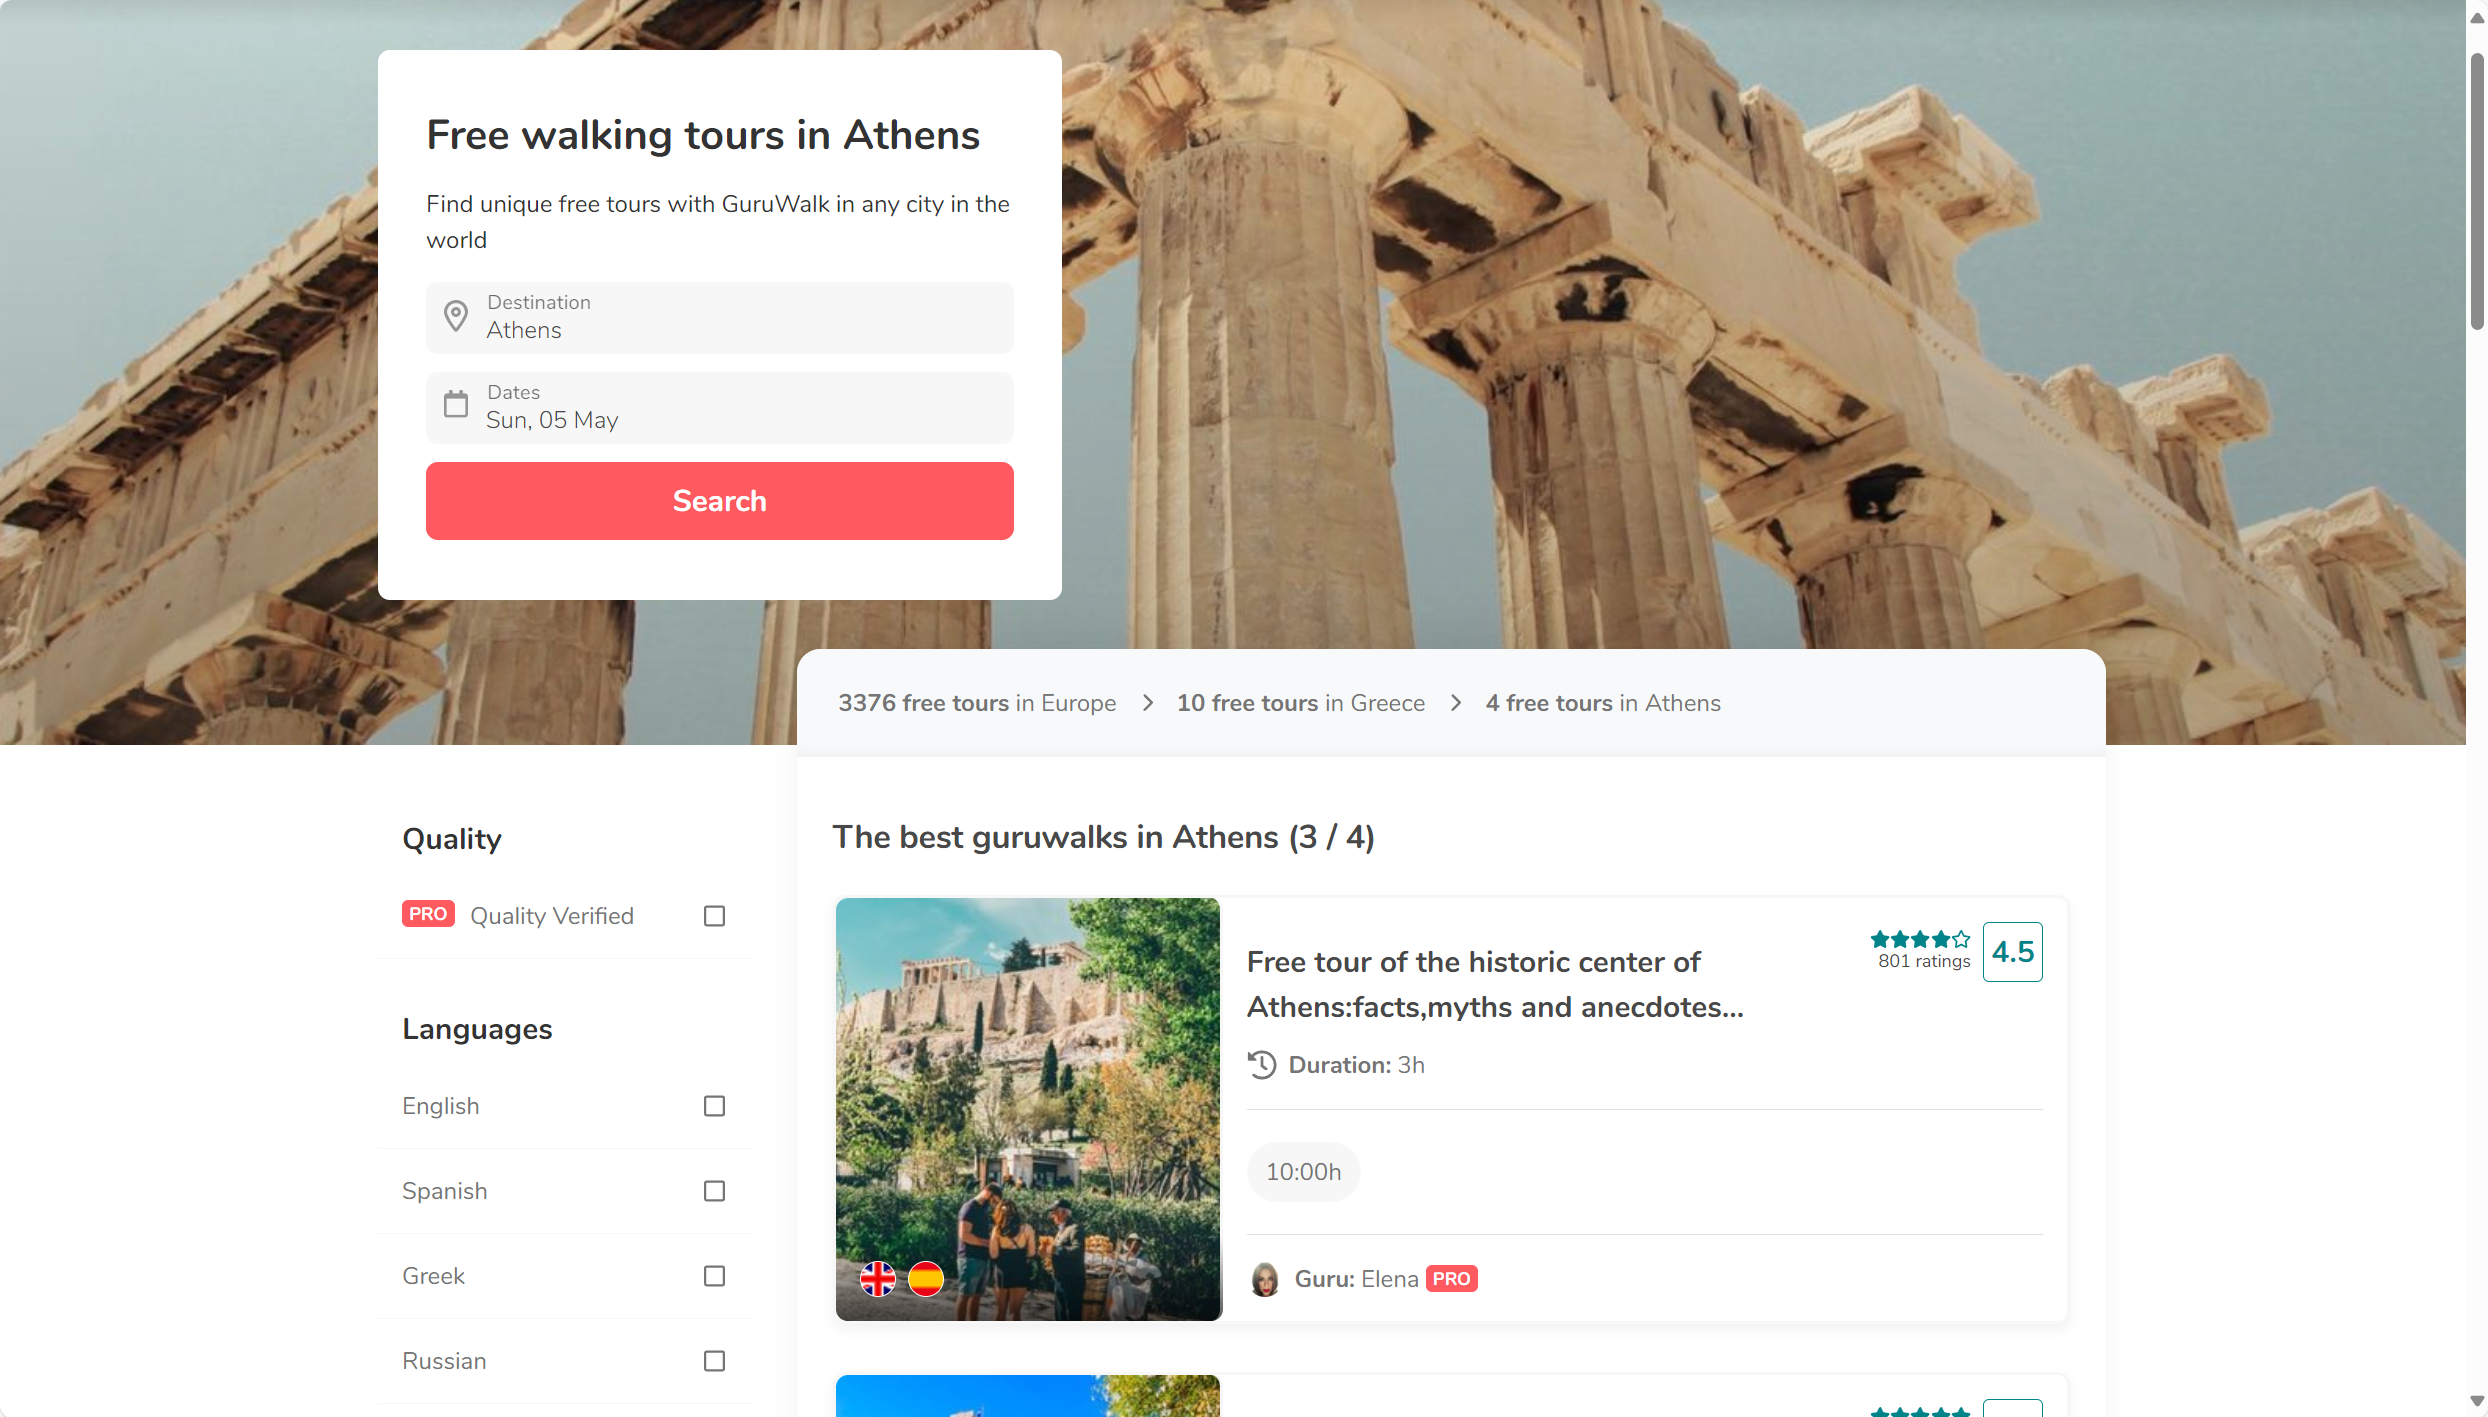 Free walking tours in Athens
Find unique free tours with GuruWalk in any city in the
world
Destination
Athens
Dates
Sun, 05 May
Search
3376 free tours in Europe > 10 free tours in Greece > 4 free tours in Athens
Quality
PRO Quality Verified
Languages
English
Spanish
Greek
Russian
The best guruwalks in Athens (3 / 4)
Free tour of the historic center of
Athens:facts,myths and anecdotes...
801 ratings
4.5
Duration: 3h
10:00h
Guru: Elena PRO